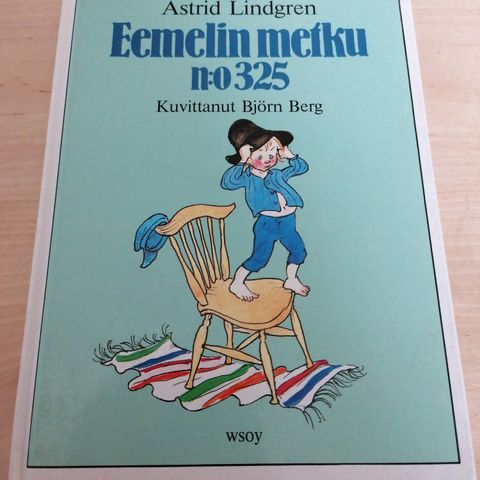 Astrid Lindgren
Eemelin metku
n:o 325
Kuvittanut Björn Berg
wsoy